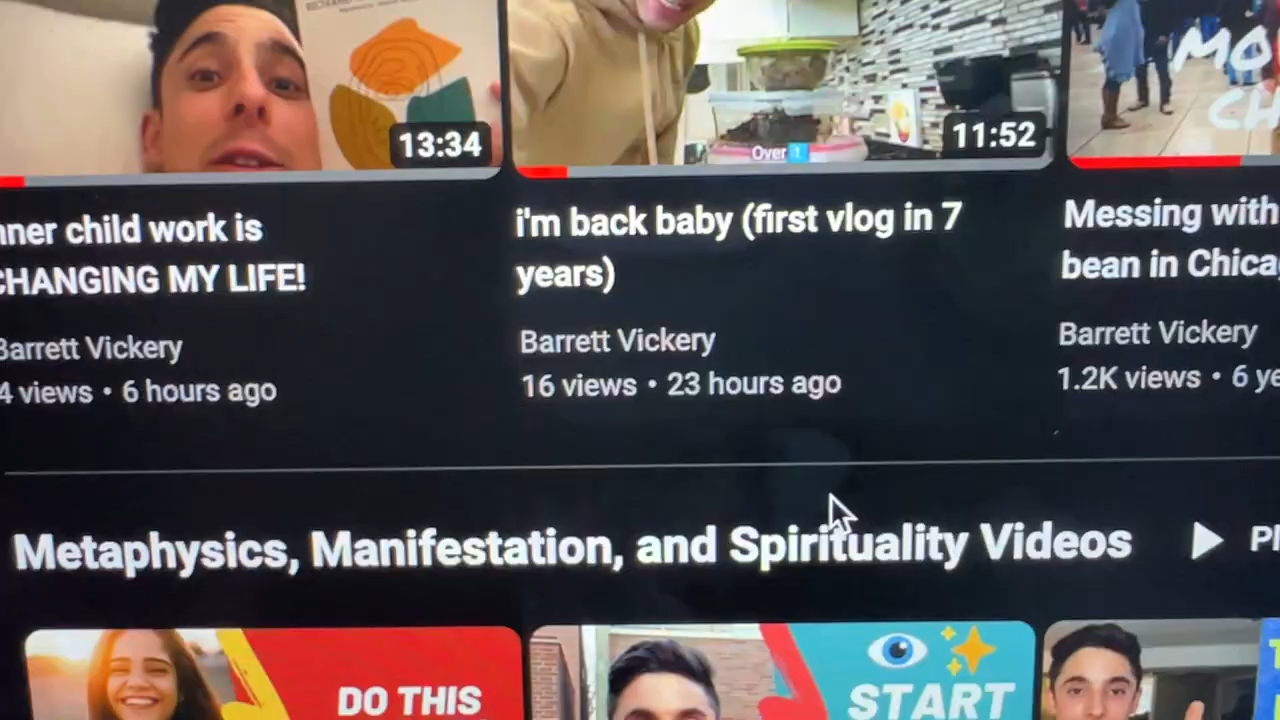 13:34
Over 1
11:52
MO
CH
nner child work is
CHANGING MY LIFE!
i'm back baby (first vlog in 7
years)
Messing with
bean in Chica
Barrett Vickery
4 views • 6 hours ago
Barrett Vickery
16 views • 23 hours ago
Barrett Vickery
1.2K views • 6 ye
Metaphysics, Manifestation, and Spirituality Videos
Pl
DO THIS
START